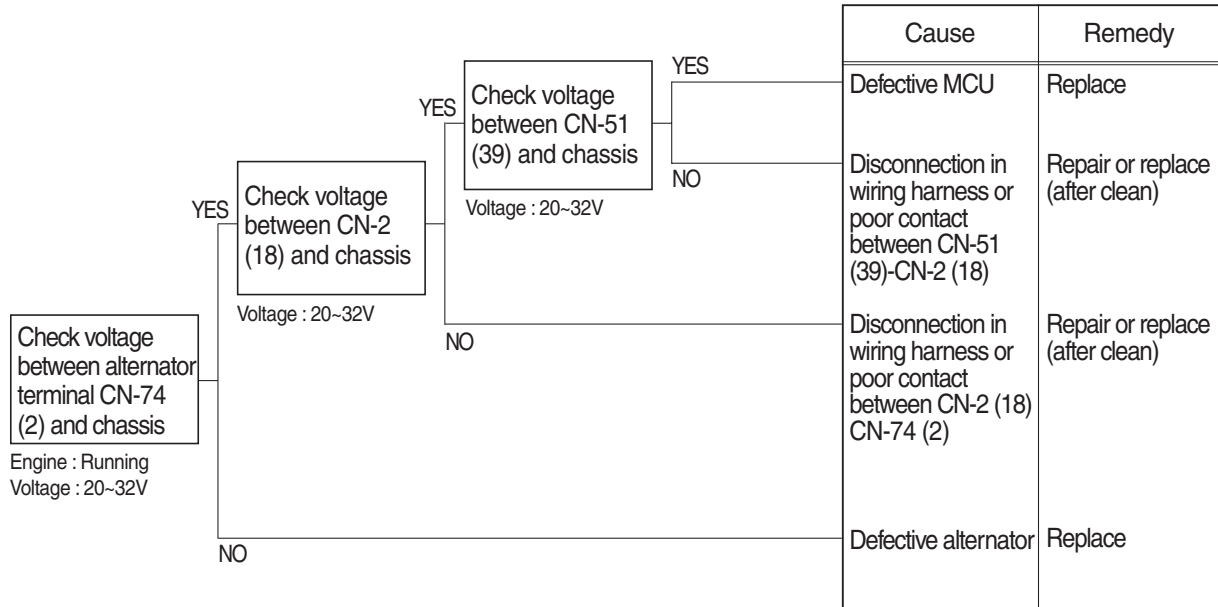 Cause
Remedy
YES
Defective MCU
Replace
Check voltage
between CN-51
(39) and chassis
YES
NO
Disconnection in
wiring harness or
poor contact
between CN-51
(39)-CN-2 (18)
Repair or replace
(after clean)
Voltage : 20~32V
Check voltage
between CN-2
(18) and chassis
YES
Voltage : 20~32V
NO
Disconnection in
wiring harness or
poor contact
between CN-2 (18)
CN-74 (2)
Repair or replace
(after clean)
Check voltage
between alternator
terminal CN-74
(2) and chassis
Engine : Running
Voltage : 20~32V
NO
Defective alternator
Replace